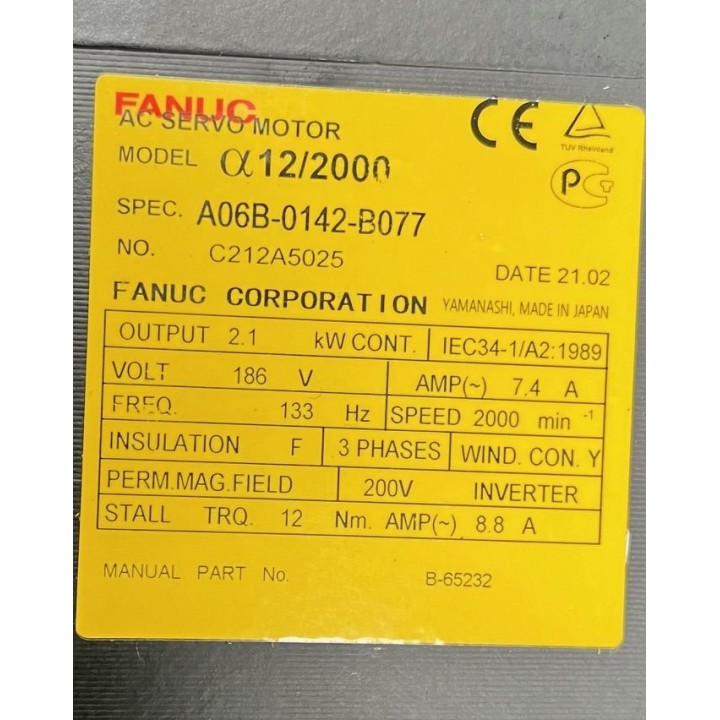 FANUC
AC SERVO MOTOR
CE
TUV Rheinland
MODEL α12/2000
SPEC. A06B-0142-B077
NO. C212A5025
DATE 21.02
FANUC CORPORATION YAMANASHI, MADE IN JAPAN
OUTPUT 2.1 kW CONT. IEC34-1/A2:1989
VOLT 186 V AMP(~) 7.4 A
FREQ. 133 Hz SPEED 2000 min⁻¹
INSULATION F 3 PHASES WIND. CON. Y
PERM.MAG.FIELD 200V INVERTER
STALL TRQ. 12 Nm. AMP(~) 8.8 A
MANUAL PART No. B-65232